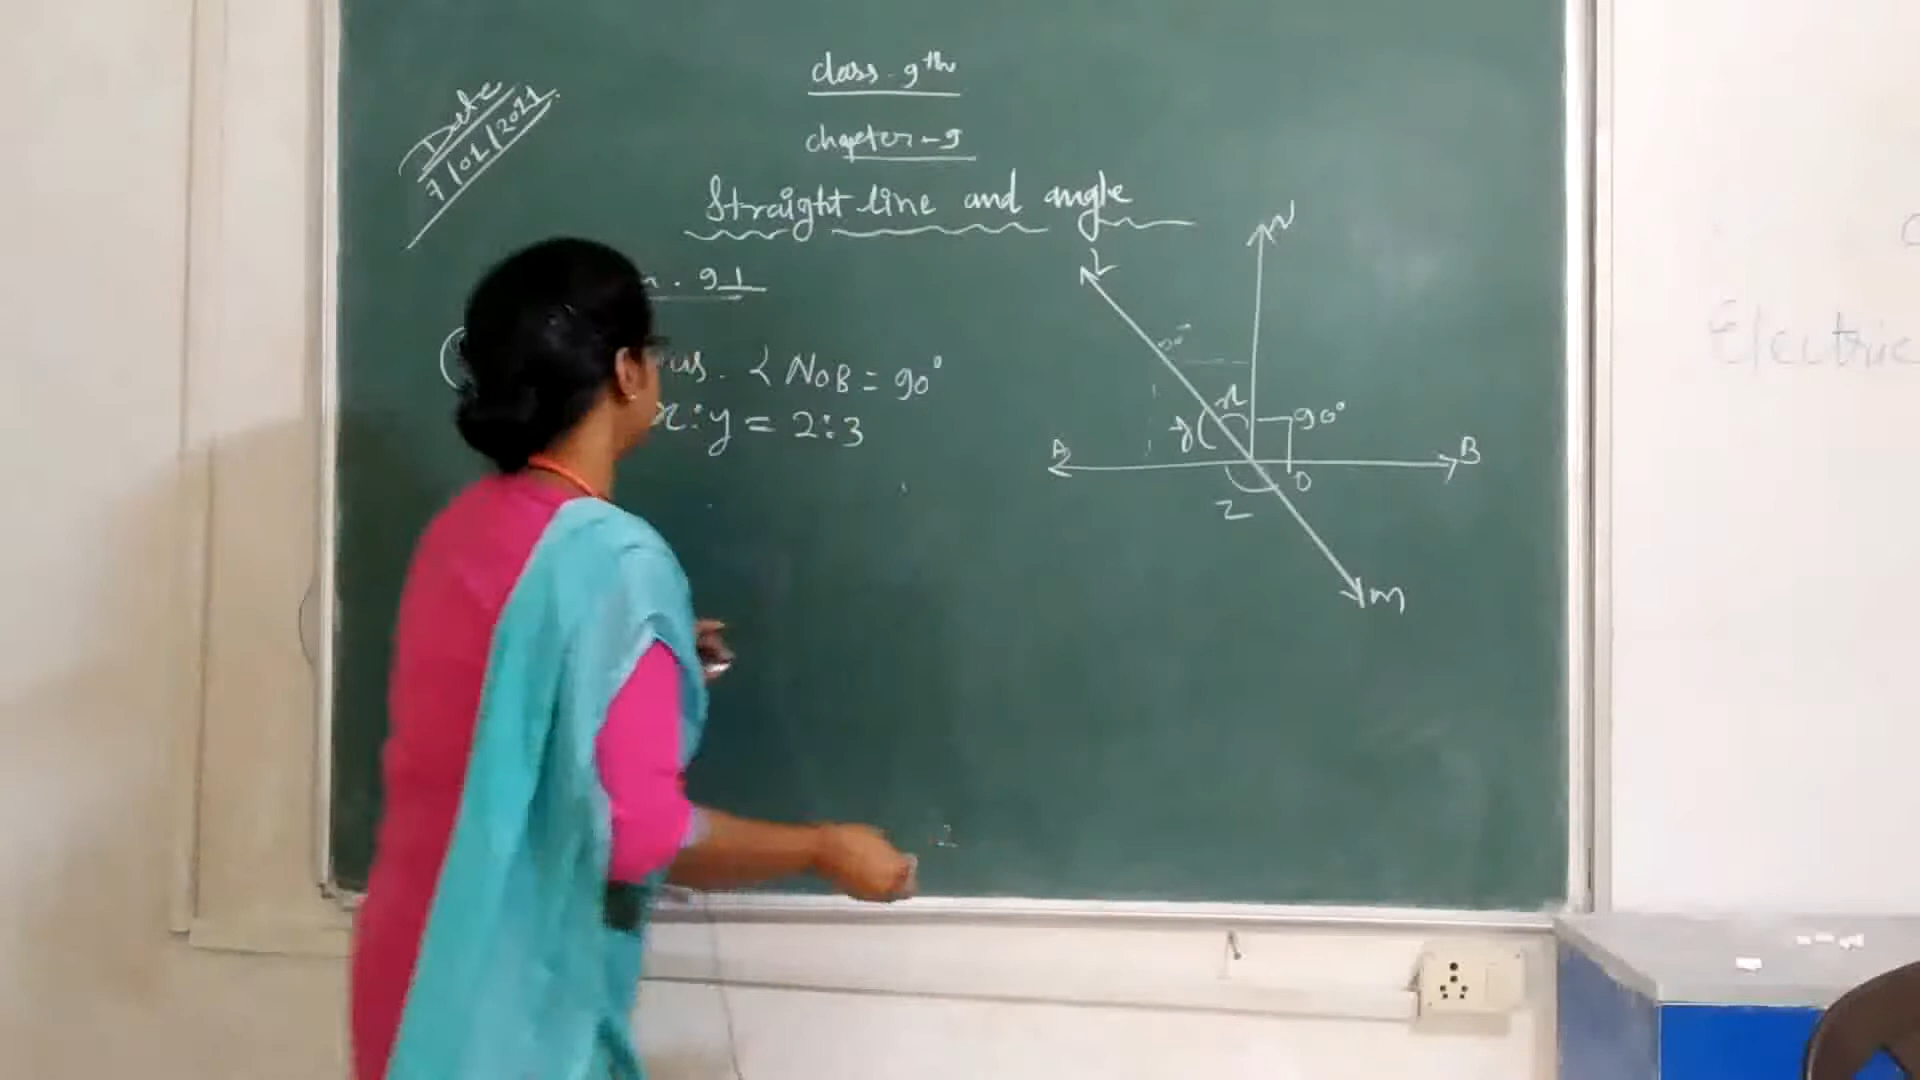 Date
7/01/2021
class. 9th
chapter - 9
Straight line and angle
. 9.1
∠ NOB = 90°
x:y = 2:3
L
N
90°
x
90°
y
A
B
O
Z
m
Electric